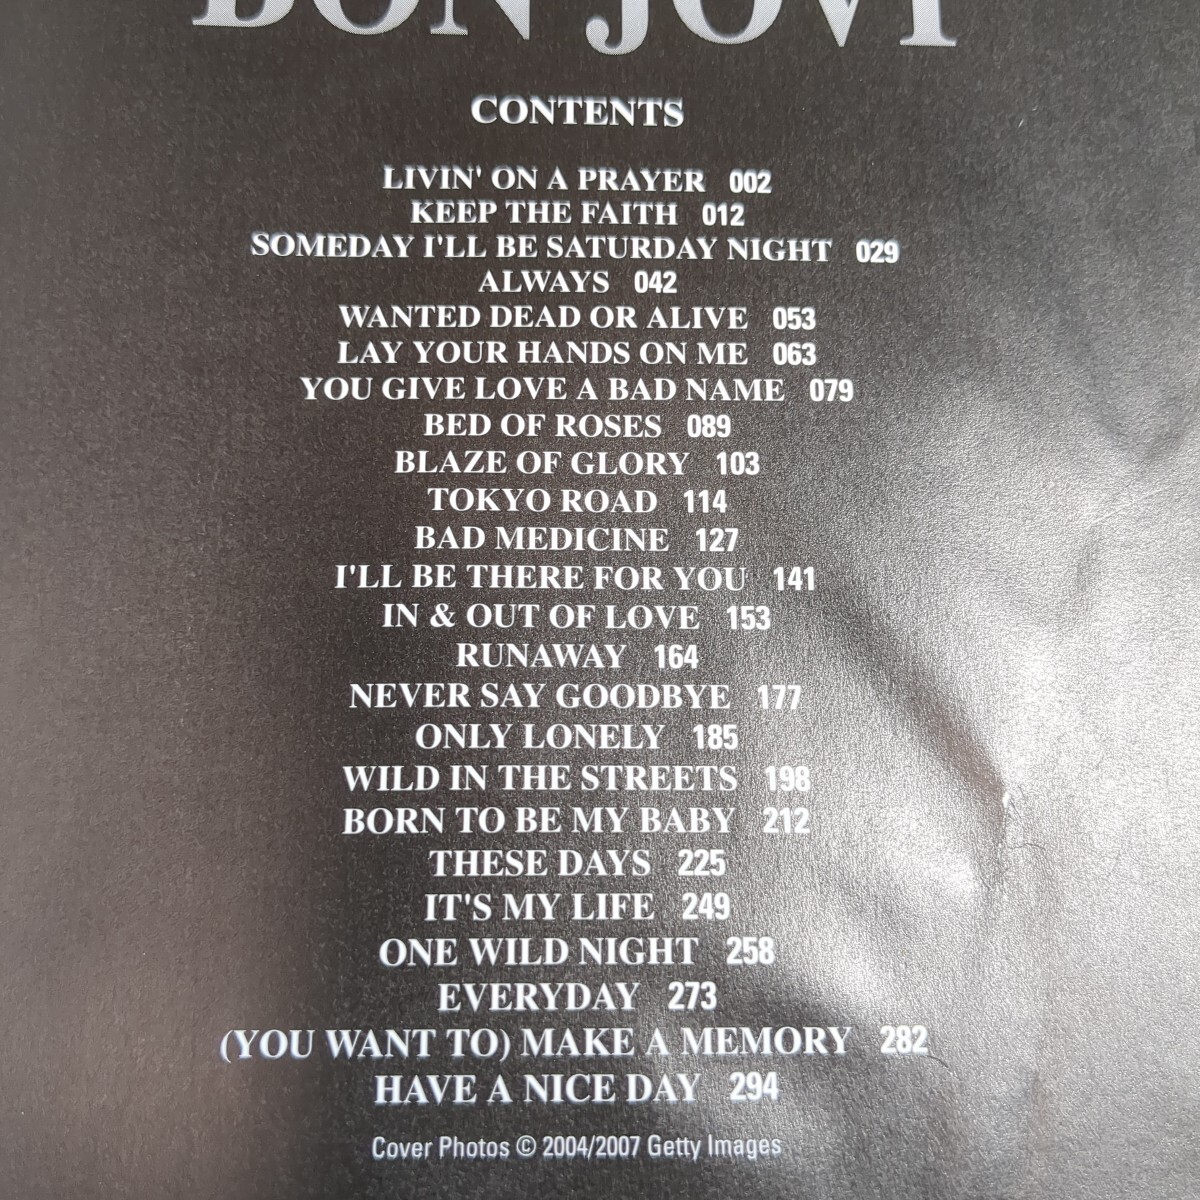 BON JOVI
CONTENTS
LIVIN' ON A PRAYER 002
KEEP THE FAITH 012
SOMEDAY I'LL BE SATURDAY NIGHT 029
ALWAYS 042
WANTED DEAD OR ALIVE 053
LAY YOUR HANDS ON ME 063
YOU GIVE LOVE A BAD NAME 079
BED OF ROSES 089
BLAZE OF GLORY 103
TOKYO ROAD 114
BAD MEDICINE 127
I'LL BE THERE FOR YOU 141
IN & OUT OF LOVE 153
RUNAWAY 164
NEVER SAY GOODBYE 177
ONLY LONELY 185
WILD IN THE STREETS 198
BORN TO BE MY BABY 212
THESE DAYS 225
IT'S MY LIFE 249
ONE WILD NIGHT 258
EVERYDAY 273
(YOU WANT TO) MAKE A MEMORY 282
HAVE A NICE DAY 294
Cover Photos © 2004/2007 Getty Images